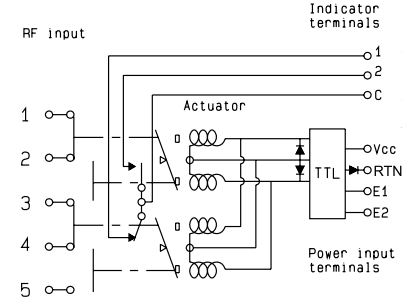 Indicator
terminals
RF input
1
2
C
Actuator
1
2
3
4
5
TTL
Vcc
RTN
E1
E2
Power input
terminals